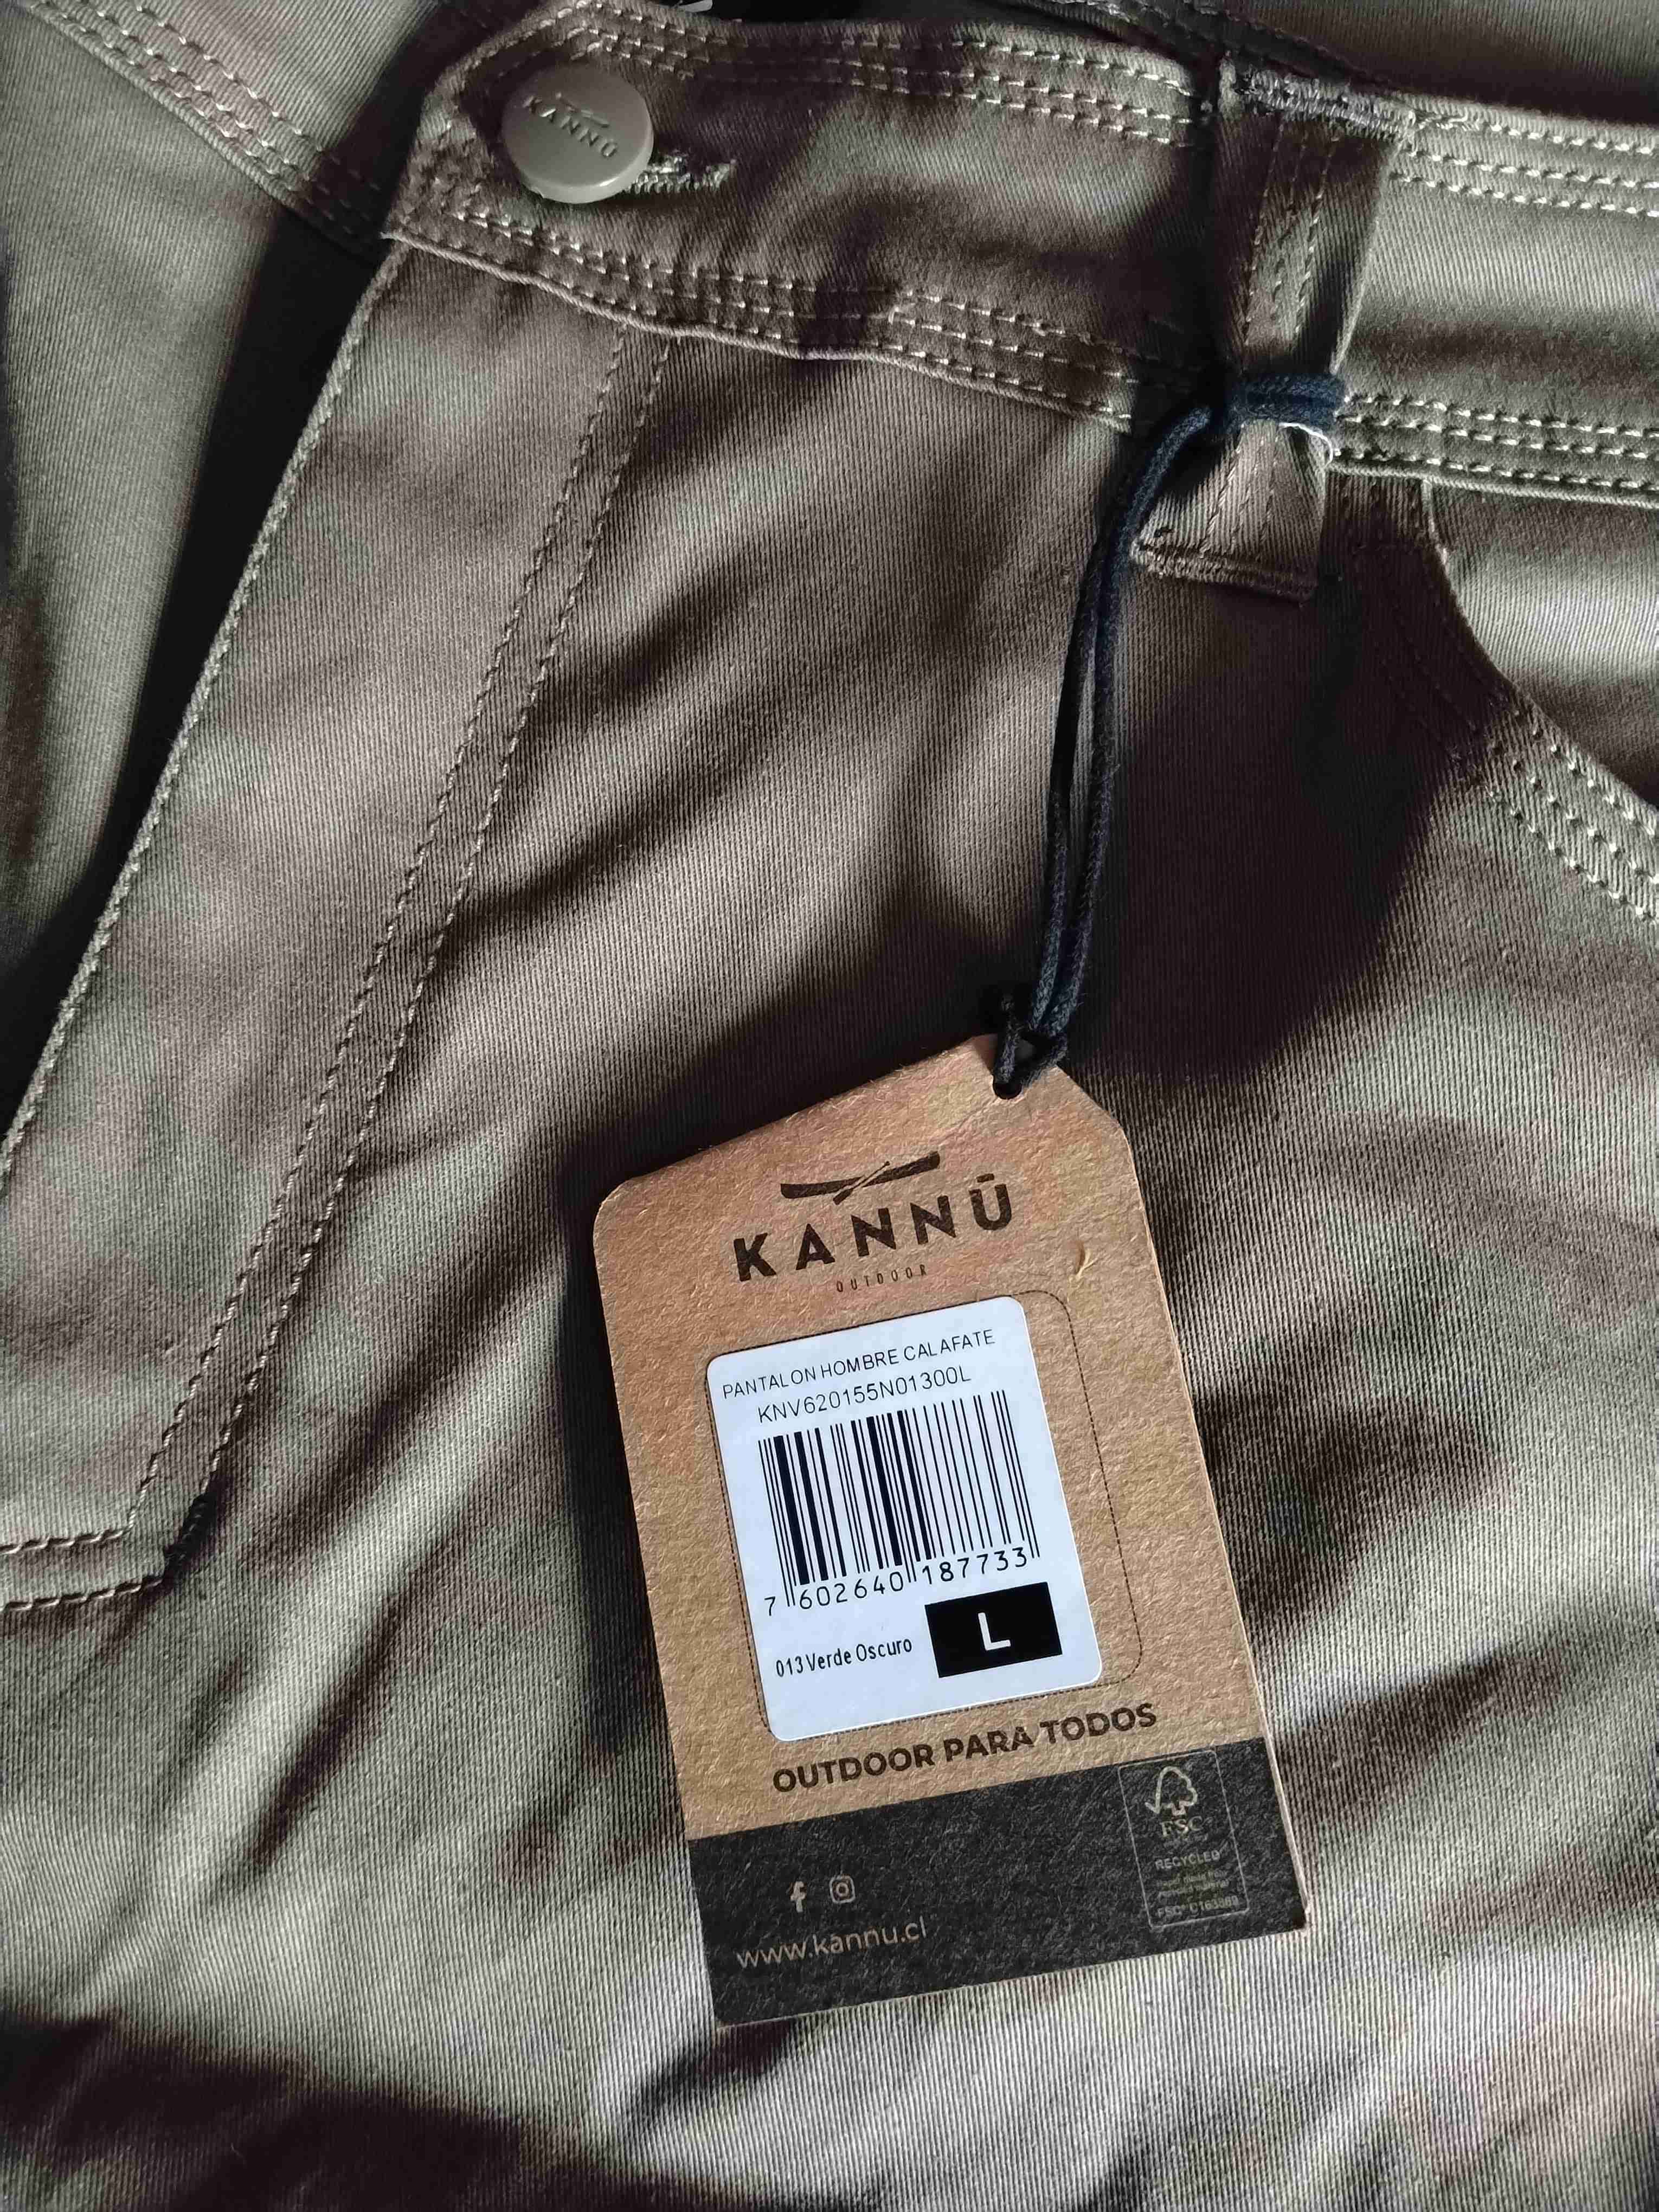 KANNŪ
KANNŪ
OUTDOOR
PANTALON HOMBRE CALAFATE
KNV620155N01300L
7 602640 187733
013 Verde Oscuro
L
OUTDOOR PARA TODOS
FSC
RECYCLED
www.kannu.cl